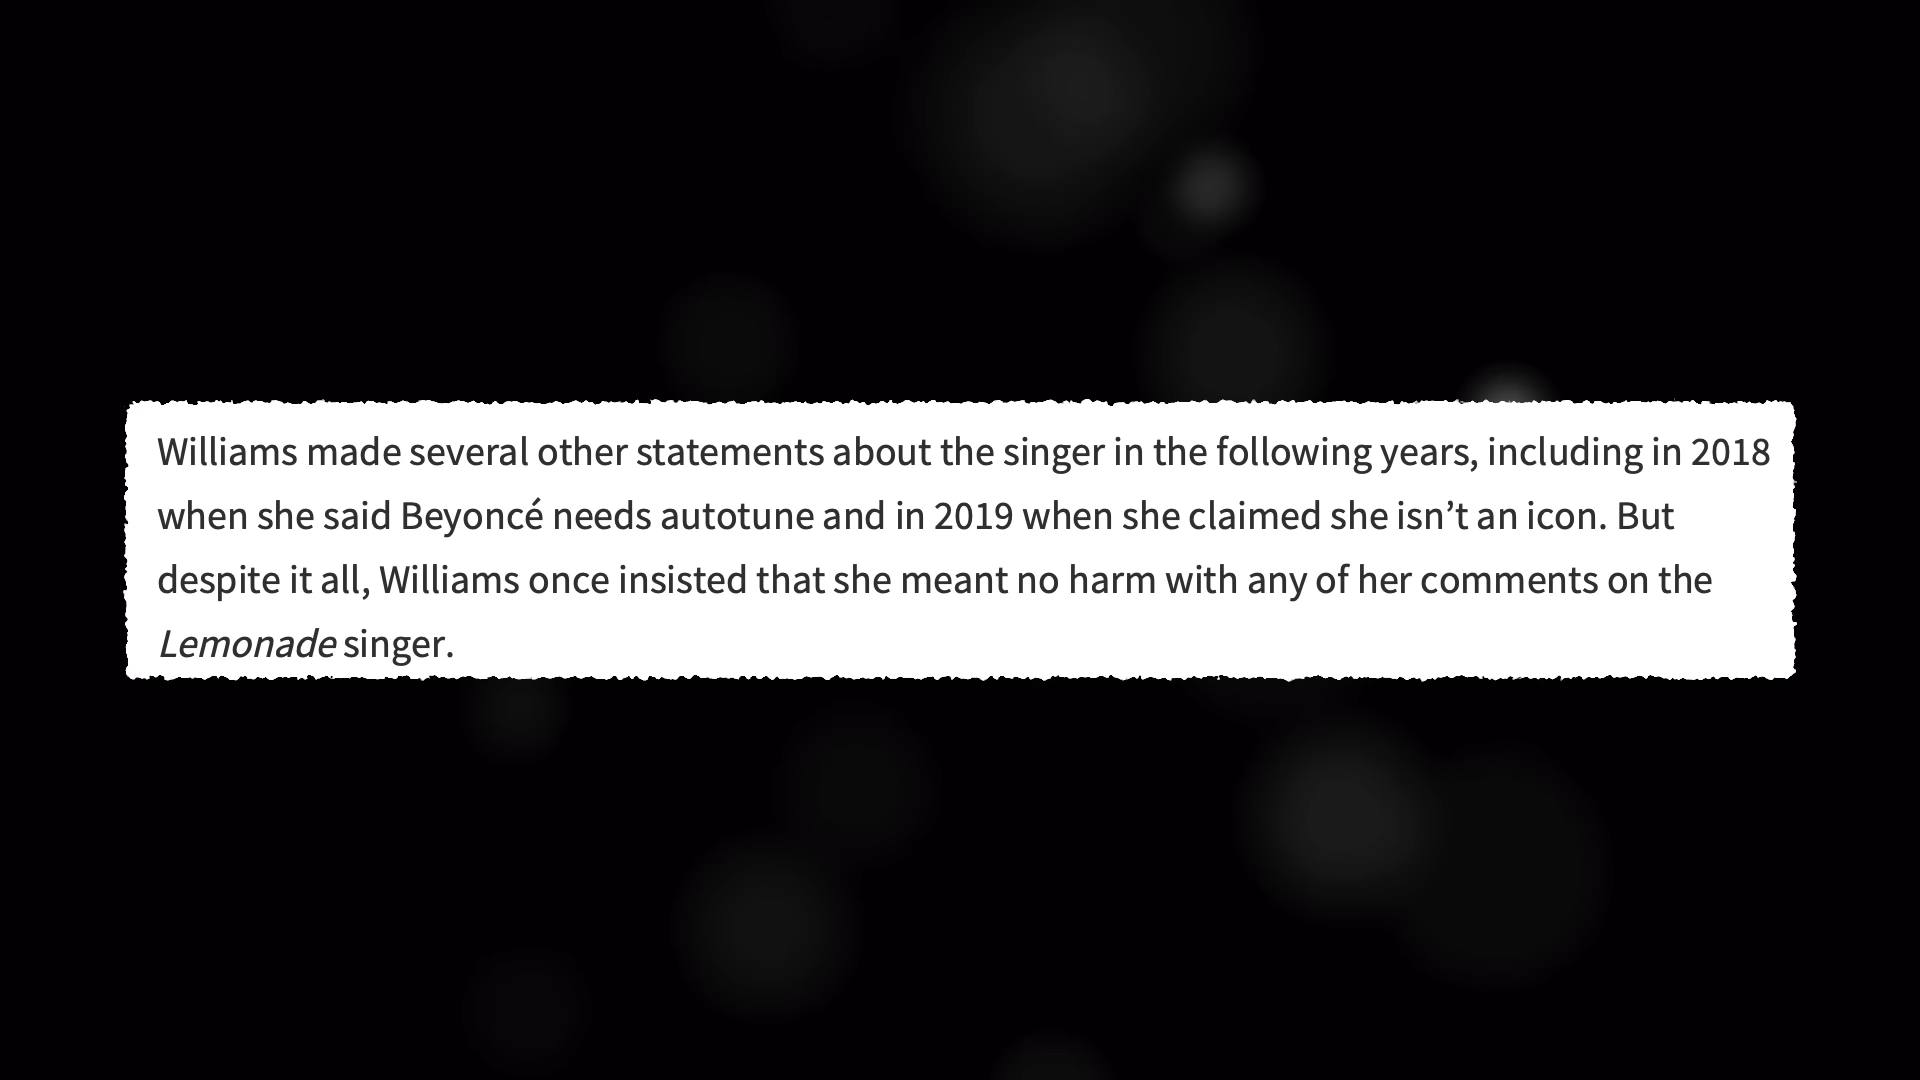 Williams made several other statements about the singer in the following years, including in 2018
when she said Beyoncé needs autotune and in 2019 when she claimed she isn’t an icon. But
despite it all, Williams once insisted that she meant no harm with any of her comments on the
Lemonade singer.